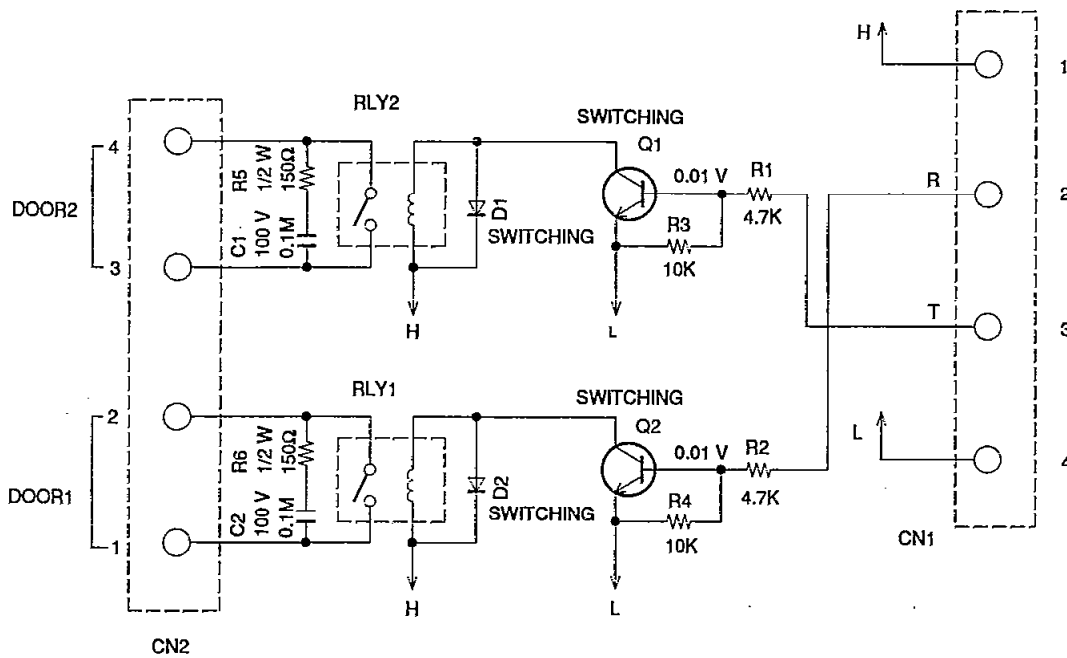 H
1
RLY2
SWITCHING
Q1
4
R5
1/2 W
150Ω
0.01 V
R1
R
2
4.7K
DOOR2
D1
SWITCHING
C1
100 V
0.1M
R3
10K
3
H
L
T
3
RLY1
SWITCHING
Q2
2
R6
1/2 W
150Ω
0.01 V
R2
L
4
4.7K
DOOR1
D2
SWITCHING
C2
100 V
0.1M
R4
10K
1
CN1
H
L
CN2